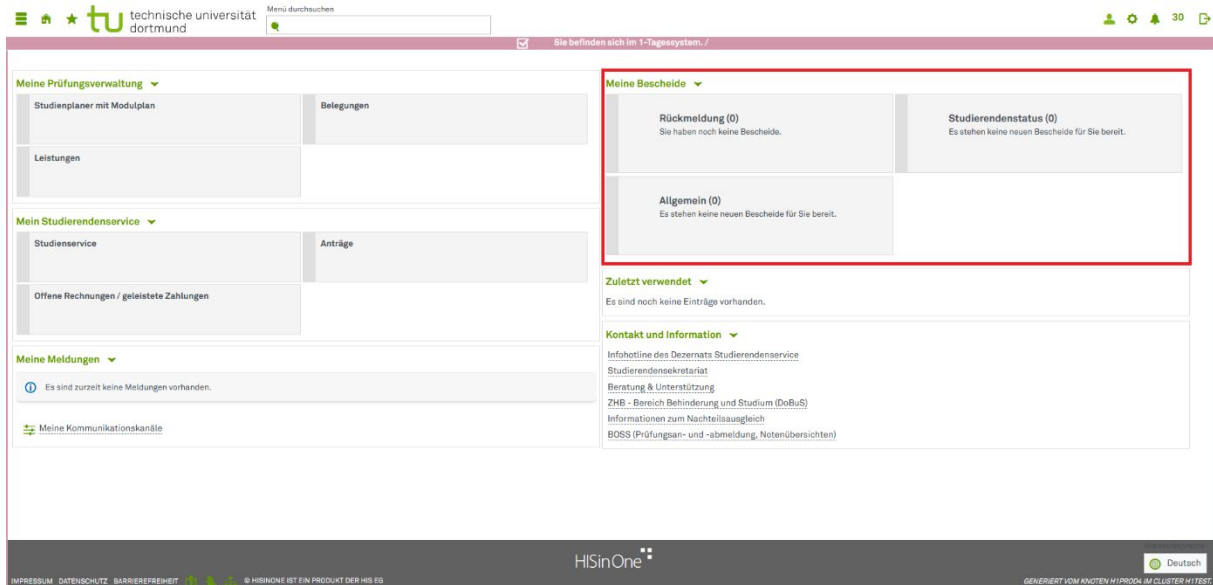 Menü durchsuchen
tu technische universität
dortmund
30
Sie befinden sich im 1-Tagessystem. /
Meine Prüfungsverwaltung
Studienplaner mit Modulplan
Belegungen
Leistungen
Mein Studierendenservice
Studienservice
Anträge
Offene Rechnungen / geleistete Zahlungen
Meine Meldungen
Es sind zurzeit keine Meldungen vorhanden.
Meine Kommunikationskanäle
Meine Bescheide
Rückmeldung (0)
Sie haben noch keine Bescheide.
Studierendenstatus (0)
Es stehen keine neuen Bescheide für Sie bereit.
Allgemein (0)
Es stehen keine neuen Bescheide für Sie bereit.
Zuletzt verwendet
Es sind noch keine Einträge vorhanden.
Kontakt und Information
Infohotline des Dezernats Studierendenservice
Studierendensekretariat
Beratung & Unterstützung
ZHB - Bereich Behinderung und Studium (DoBuS)
Informationen zum Nachteilsausgleich
BOSS (Prüfungsan- und -abmeldung, Notenübersichten)
HISinOne
Deutsch
IMPRESSUM DATENSCHUTZ BARRIEREFREIHEIT © HISINONE IST EIN PRODUKT DER HIS EG
GENERIERT VOM KNOTEN H1PROD4 IM CLUSTER H1TEST.